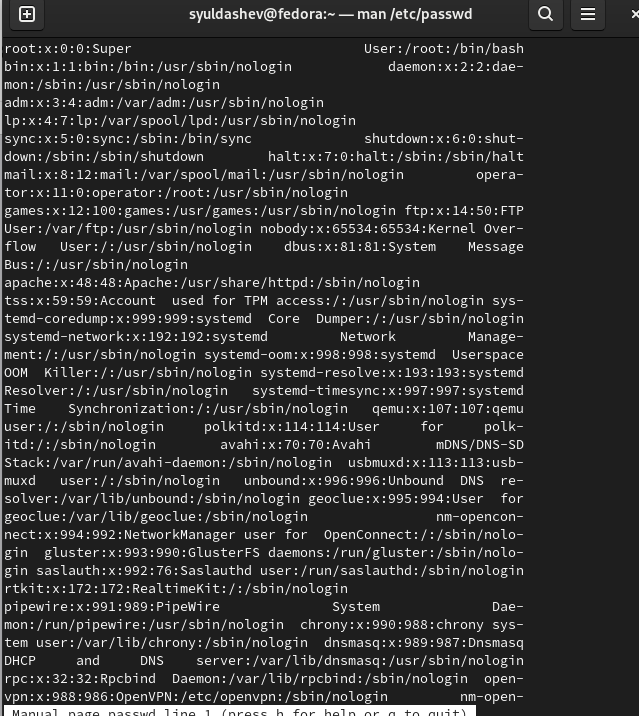 syuldashev@fedora:~ — man /etc/passwd
root:x:0:0:Super User:/root:/bin/bash
bin:x:1:1:bin:/bin:/usr/sbin/nologin daemon:x:2:2:dae-
mon:/sbin:/usr/sbin/nologin
adm:x:3:4:adm:/var/adm:/usr/sbin/nologin
lp:x:4:7:lp:/var/spool/lpd:/usr/sbin/nologin
sync:x:5:0:sync:/sbin:/bin/sync shutdown:x:6:0:shut-
down:/sbin:/sbin/shutdown halt:x:7:0:halt:/sbin:/sbin/halt
mail:x:8:12:mail:/var/spool/mail:/usr/sbin/nologin opera-
tor:x:11:0:operator:/root:/usr/sbin/nologin
games:x:12:100:games:/usr/games:/usr/sbin/nologin ftp:x:14:50:FTP
User:/var/ftp:/usr/sbin/nologin nobody:x:65534:65534:Kernel Over-
flow User:/:/usr/sbin/nologin dbus:x:81:81:System Message
Bus:/:/usr/sbin/nologin
apache:x:48:48:Apache:/usr/share/httpd:/sbin/nologin
tss:x:59:59:Account used for TPM access:/:/usr/sbin/nologin sys-
temd-coredump:x:999:999:systemd Core Dumper:/:/usr/sbin/nologin
systemd-network:x:192:192:systemd Network Manage-
ment:/:/usr/sbin/nologin systemd-oom:x:998:998:systemd Userspace
OOM Killer:/:/usr/sbin/nologin systemd-resolve:x:193:193:systemd
Resolver:/:/usr/sbin/nologin systemd-timesync:x:997:997:systemd
Time Synchronization:/:/usr/sbin/nologin qemu:x:107:107:qemu
user:/:/sbin/nologin polkitd:x:114:114:User for polk-
itd:/:/sbin/nologin avahi:x:70:70:Avahi mDNS/DNS-SD
Stack:/var/run/avahi-daemon:/sbin/nologin usbmuxd:x:113:113:usb-
muxd user:/:/sbin/nologin unbound:x:996:996:Unbound DNS re-
solver:/var/lib/unbound:/sbin/nologin geoclue:x:995:994:User for
geoclue:/var/lib/geoclue:/sbin/nologin nm-opencon-
nect:x:994:992:NetworkManager user for OpenConnect:/:/sbin/nolo-
gin gluster:x:993:990:GlusterFS daemons:/run/gluster:/sbin/nolo-
gin saslauth:x:992:76:Saslauthd user:/run/saslauthd:/sbin/nologin
rtkit:x:172:172:RealtimeKit:/:/sbin/nologin
pipewire:x:991:989:PipeWire System Dae-
mon:/run/pipewire:/usr/sbin/nologin chrony:x:990:988:chrony sys-
tem user:/var/lib/chrony:/sbin/nologin dnsmasq:x:989:987:Dnsmasq
DHCP and DNS server:/var/lib/dnsmasq:/usr/sbin/nologin
rpc:x:32:32:Rpcbind Daemon:/var/lib/rpcbind:/sbin/nologin open-
vpn:x:988:986:OpenVPN:/etc/openvpn:/sbin/nologin nm-open-
Manual page passwd line 1 (press h for help or q to quit)